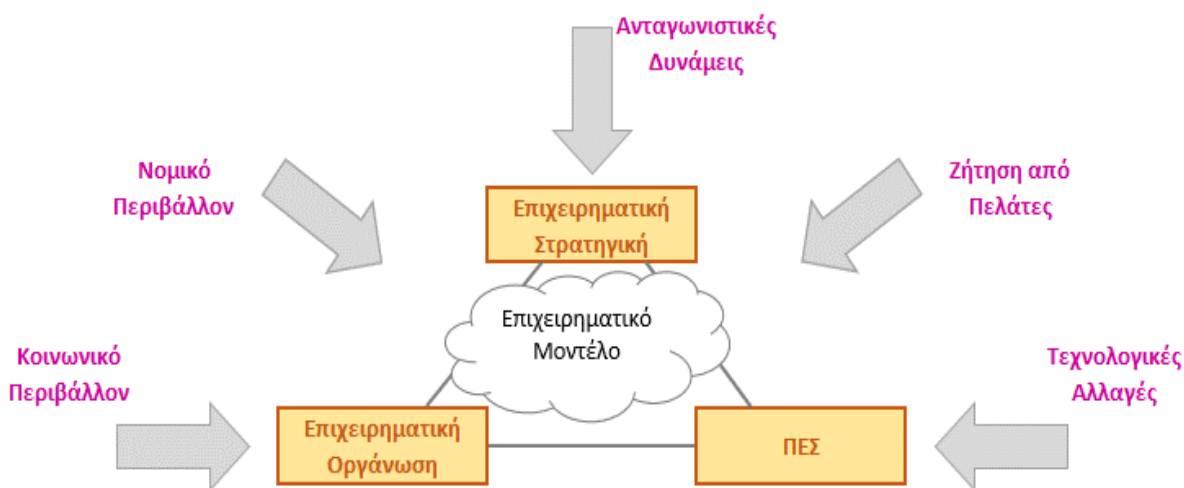 Ανταγωνιστικές
Δυνάμεις
Νομικό
Περιβάλλον
Ζήτηση από
Πελάτες
Επιχειρηματική
Στρατηγική
Επιχειρηματικό
Μοντέλο
Κοινωνικό
Περιβάλλον
Τεχνολογικές
Αλλαγές
Επιχειρηματική
Οργάνωση
ΠΕΣ